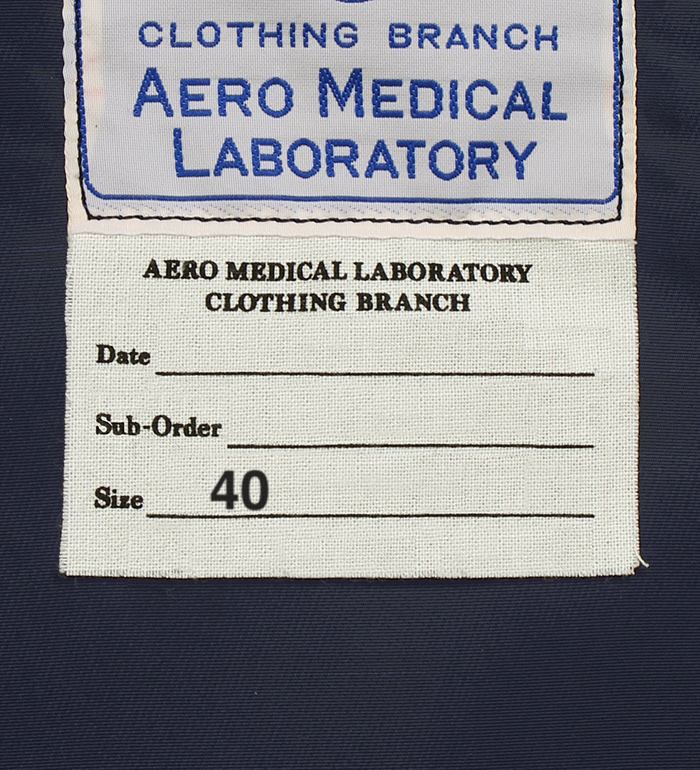 CLOTHING BRANCH
AERO MEDICAL
LABORATORY
AERO MEDICAL LABORATORY
CLOTHING BRANCH
Date
Sub-Order
Size 40